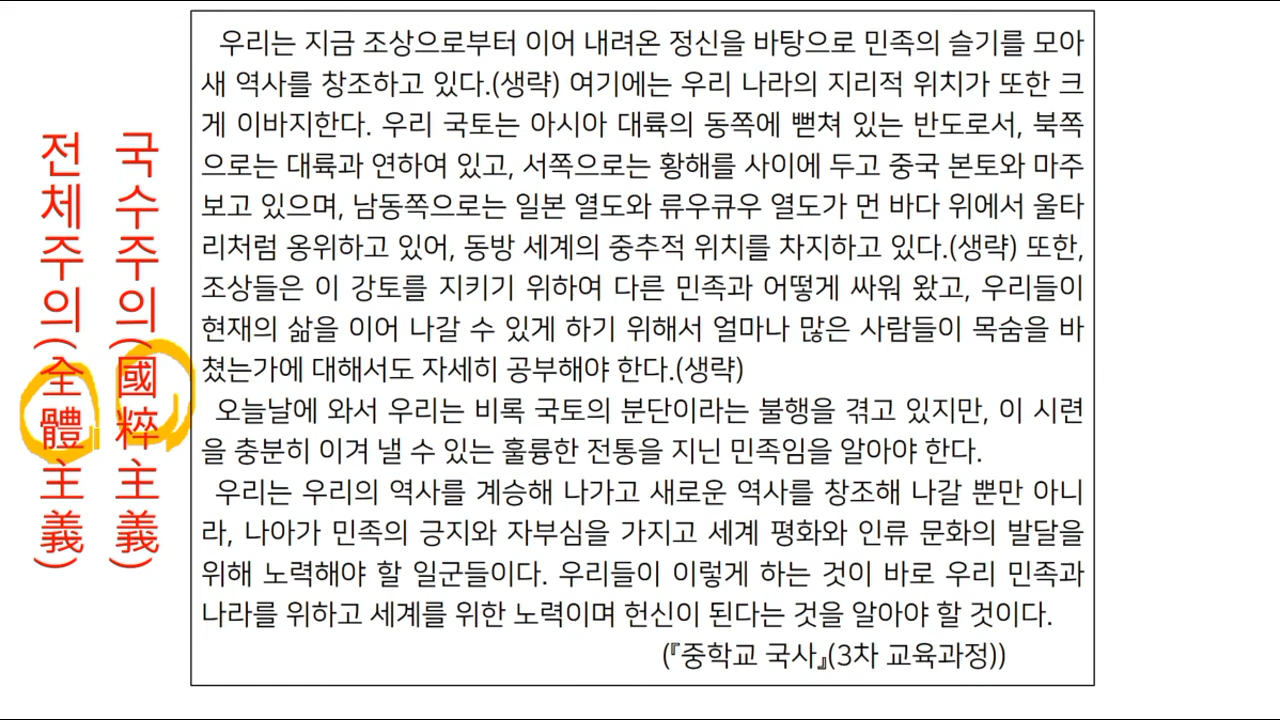 국수주의(國粹主義)
전체주의(全體主義)
우리는 지금 조상으로부터 이어 내려온 정신을 바탕으로 민족의 슬기를 모아
새 역사를 창조하고 있다.(생략) 여기에는 우리 나라의 지리적 위치가 또한 크
게 이바지한다. 우리 국토는 아시아 대륙의 동쪽에 뻗쳐 있는 반도로서, 북쪽
으로는 대륙과 연하여 있고, 서쪽으로는 황해를 사이에 두고 중국 본토와 마주
보고 있으며, 남동쪽으로는 일본 열도와 류우큐우 열도가 먼 바다 위에서 울타
리처럼 옹위하고 있어, 동방 세계의 중추적 위치를 차지하고 있다.(생략) 또한,
조상들은 이 강토를 지키기 위하여 다른 민족과 어떻게 싸워 왔고, 우리들이
현재의 삶을 이어 나갈 수 있게 하기 위해서 얼마나 많은 사람들이 목숨을 바
쳤는가에 대해서도 자세히 공부해야 한다.(생략)
오늘날에 와서 우리는 비록 국토의 분단이라는 불행을 겪고 있지만, 이 시련
을 충분히 이겨 낼 수 있는 훌륭한 전통을 지닌 민족임을 알아야 한다.
우리는 우리의 역사를 계승해 나가고 새로운 역사를 창조해 나갈 뿐만 아니
라, 나아가 민족의 긍지와 자부심을 가지고 세계 평화와 인류 문화의 발달을
위해 노력해야 할 일군들이다. 우리들이 이렇게 하는 것이 바로 우리 민족과
나라를 위하고 세계를 위한 노력이며 헌신이 된다는 것을 알아야 할 것이다.
(『중학교 국사』(3차 교육과정))